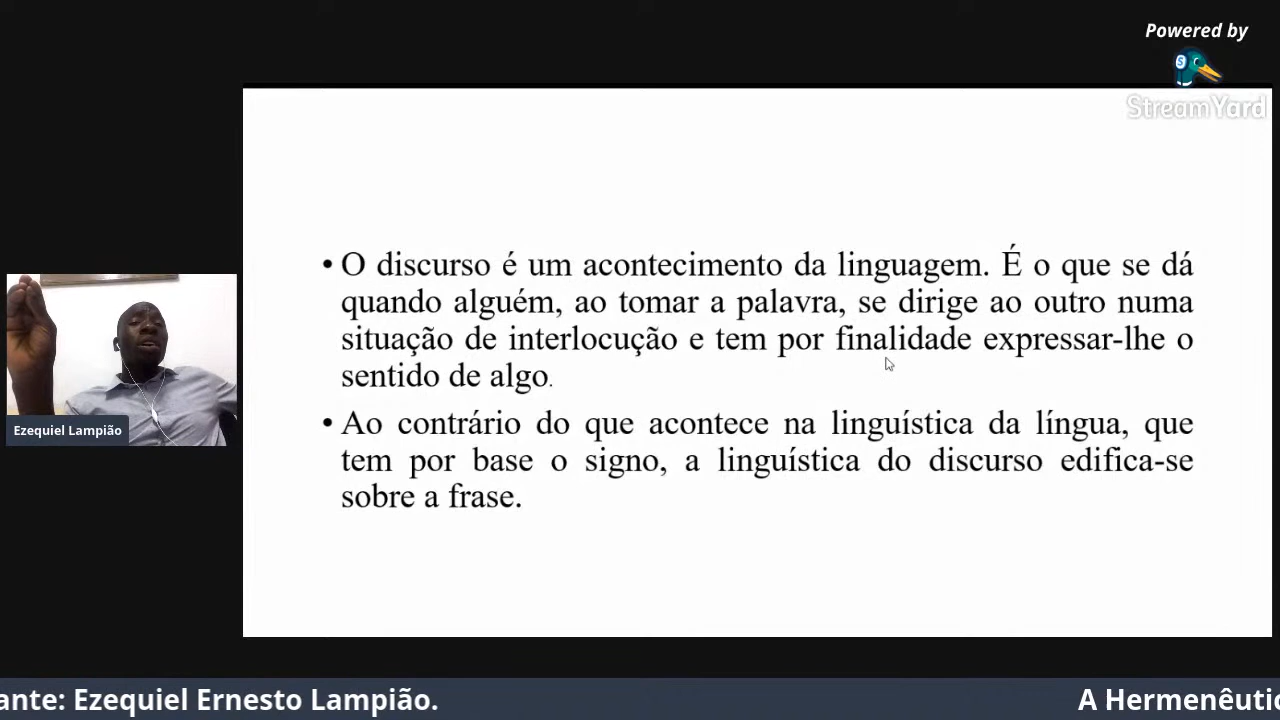 Powered by
StreamYard
• O discurso é um acontecimento da linguagem. É o que se dá
quando alguém, ao tomar a palavra, se dirige ao outro numa
situação de interlocução e tem por finalidade expressar-lhe o
sentido de algo.
• Ao contrário do que acontece na linguística da língua, que
tem por base o signo, a linguística do discurso edifica-se
sobre a frase.
Ezequiel Lampião
ante: Ezequiel Ernesto Lampião.
A Hermenêutic